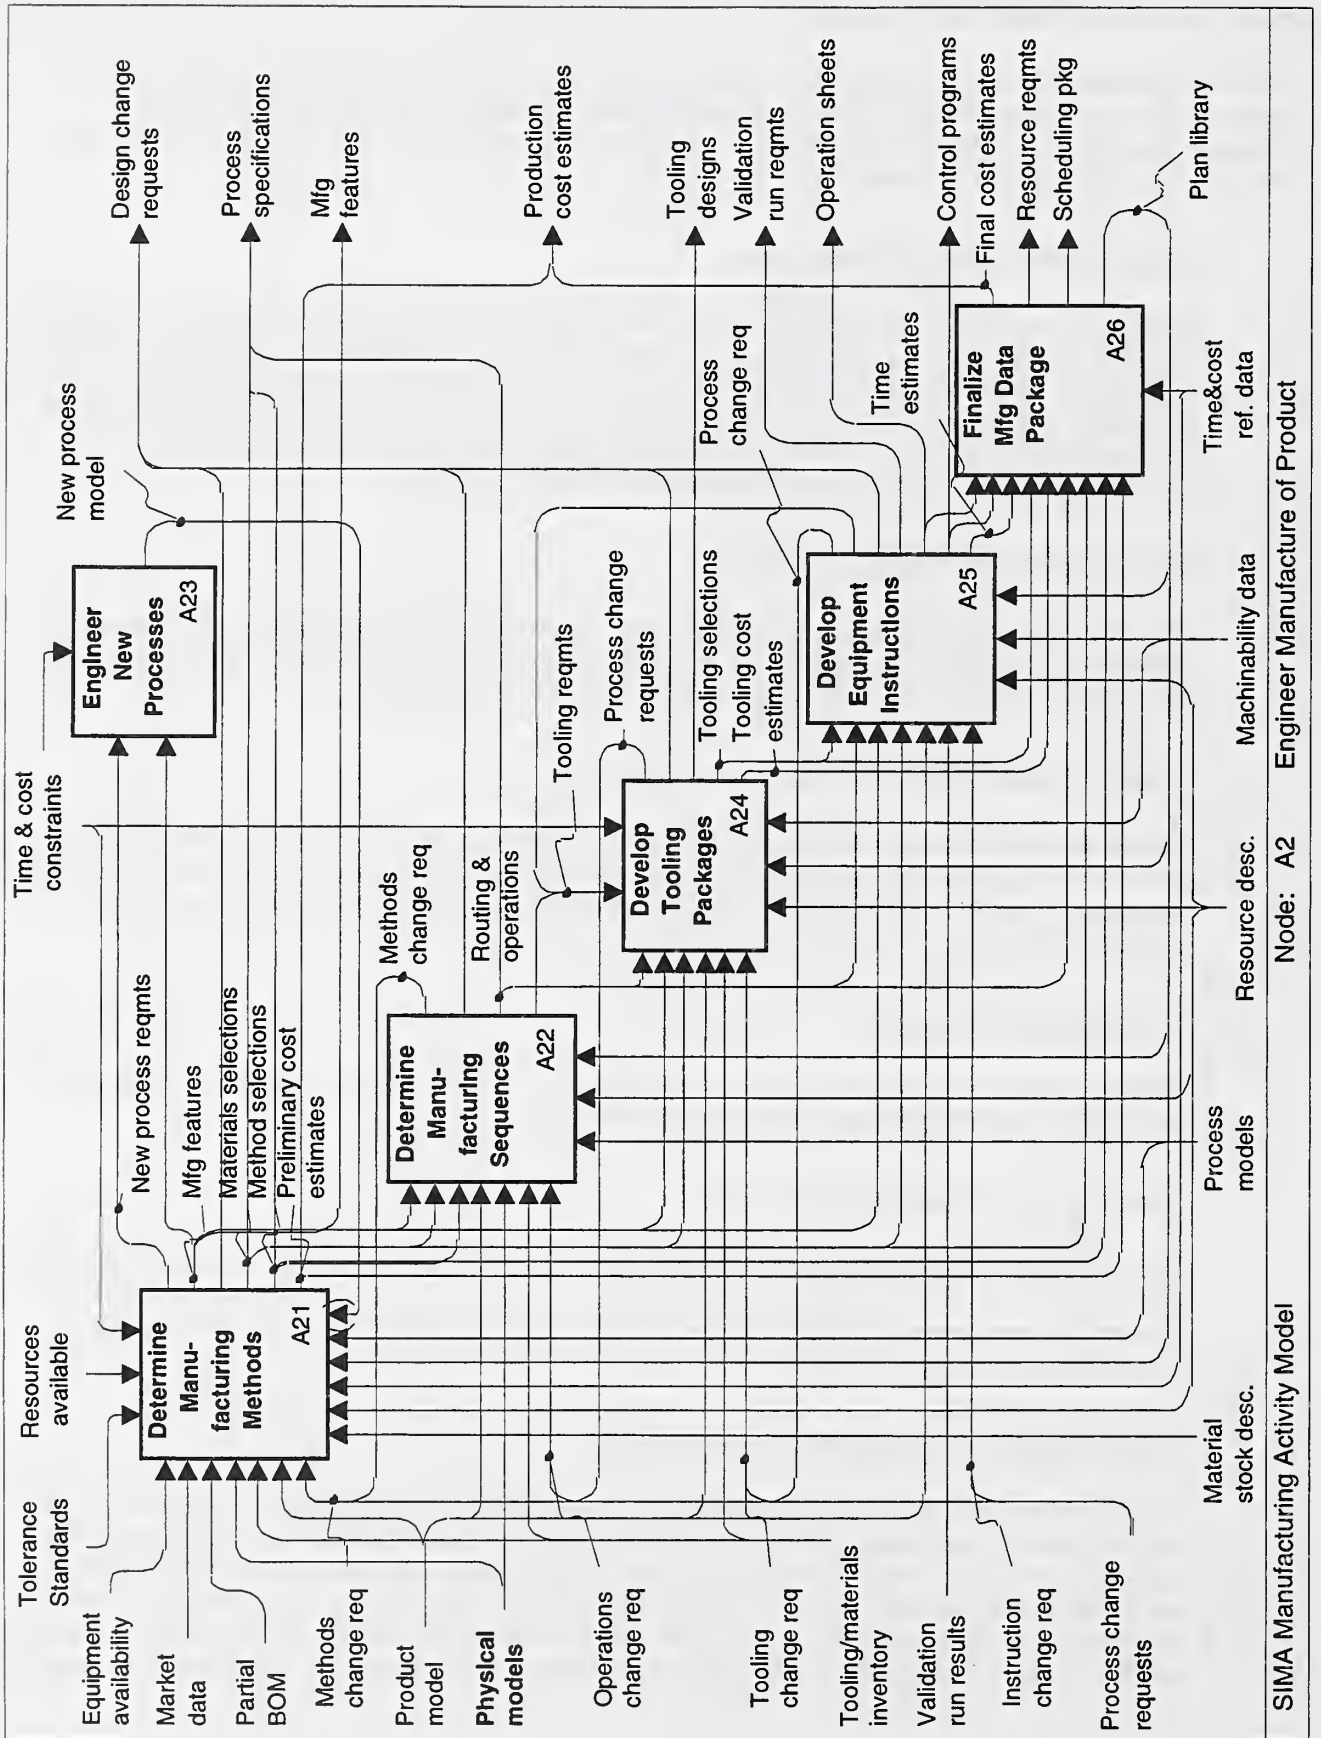 Tolerance
Standards
Resources
available
Time & cost
constraints
Equipment
availability
Market
data
Partial
BOM
Methods
change req
Product
model
Physical
models
Operations
change req
Tooling
change req
Tooling/materials
inventory
Validation
run results
Instruction
change req
Process change
requests
Determine
Manu-
facturing
Methods
A21
New process reqmts
Mfg features
Materials selections
Method selections
Preliminary cost
estimates
Determine
Manu-
facturing
Sequences
A22
Methods
change req
Routing &
operations
Engineer
New
Processes
A23
New process
model
Tooling reqmts
Develop
Tooling
Packages
A24
Process change
requests
Tooling selections
Tooling cost
estimates
Develop
Equipment
Instructions
A25
Process
change req
Time
estimates
Finalize
Mfg Data
Package
A26
Design change
requests
Process
specifications
Mfg
features
Production
cost estimates
Tooling
designs
Validation
run reqmts
Operation sheets
Control programs
Final cost estimates
Resource reqmts
Scheduling pkg
Plan library
Material
stock desc.
Process
models
Resource desc.
Machinability data
Time&cost
ref. data
SIMA Manufacturing Activity Model
Node: A2
Engineer Manufacture of Product